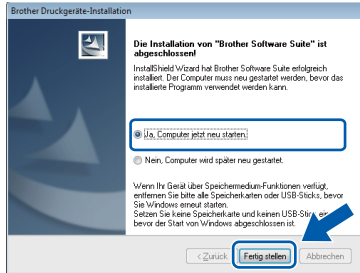 Brother Druckgeräte-Installation
Die Installation von "Brother Software Suite" ist
abgeschlossen!
InstallShield Wizard hat Brother Software Suite erfolgreich
installiert. Der Computer muss neu gestartet werden, bevor das
installierte Programm verwendet werden kann.
Ja, Computer jetzt neu starten.
Nein, Computer wird später neu gestartet.
Wenn Ihr Gerät über Speichermedium-Funktionen verfügt,
entfernen Sie bitte alle Speicherkarten oder USB-Sticks, bevor
Sie Windows erneut starten.
Setzen Sie keine Speicherkarte und keinen USB-Stick ein,
bevor der Start von Windows abgeschlossen ist.
< Zurück
Fertig stellen
Abbrechen